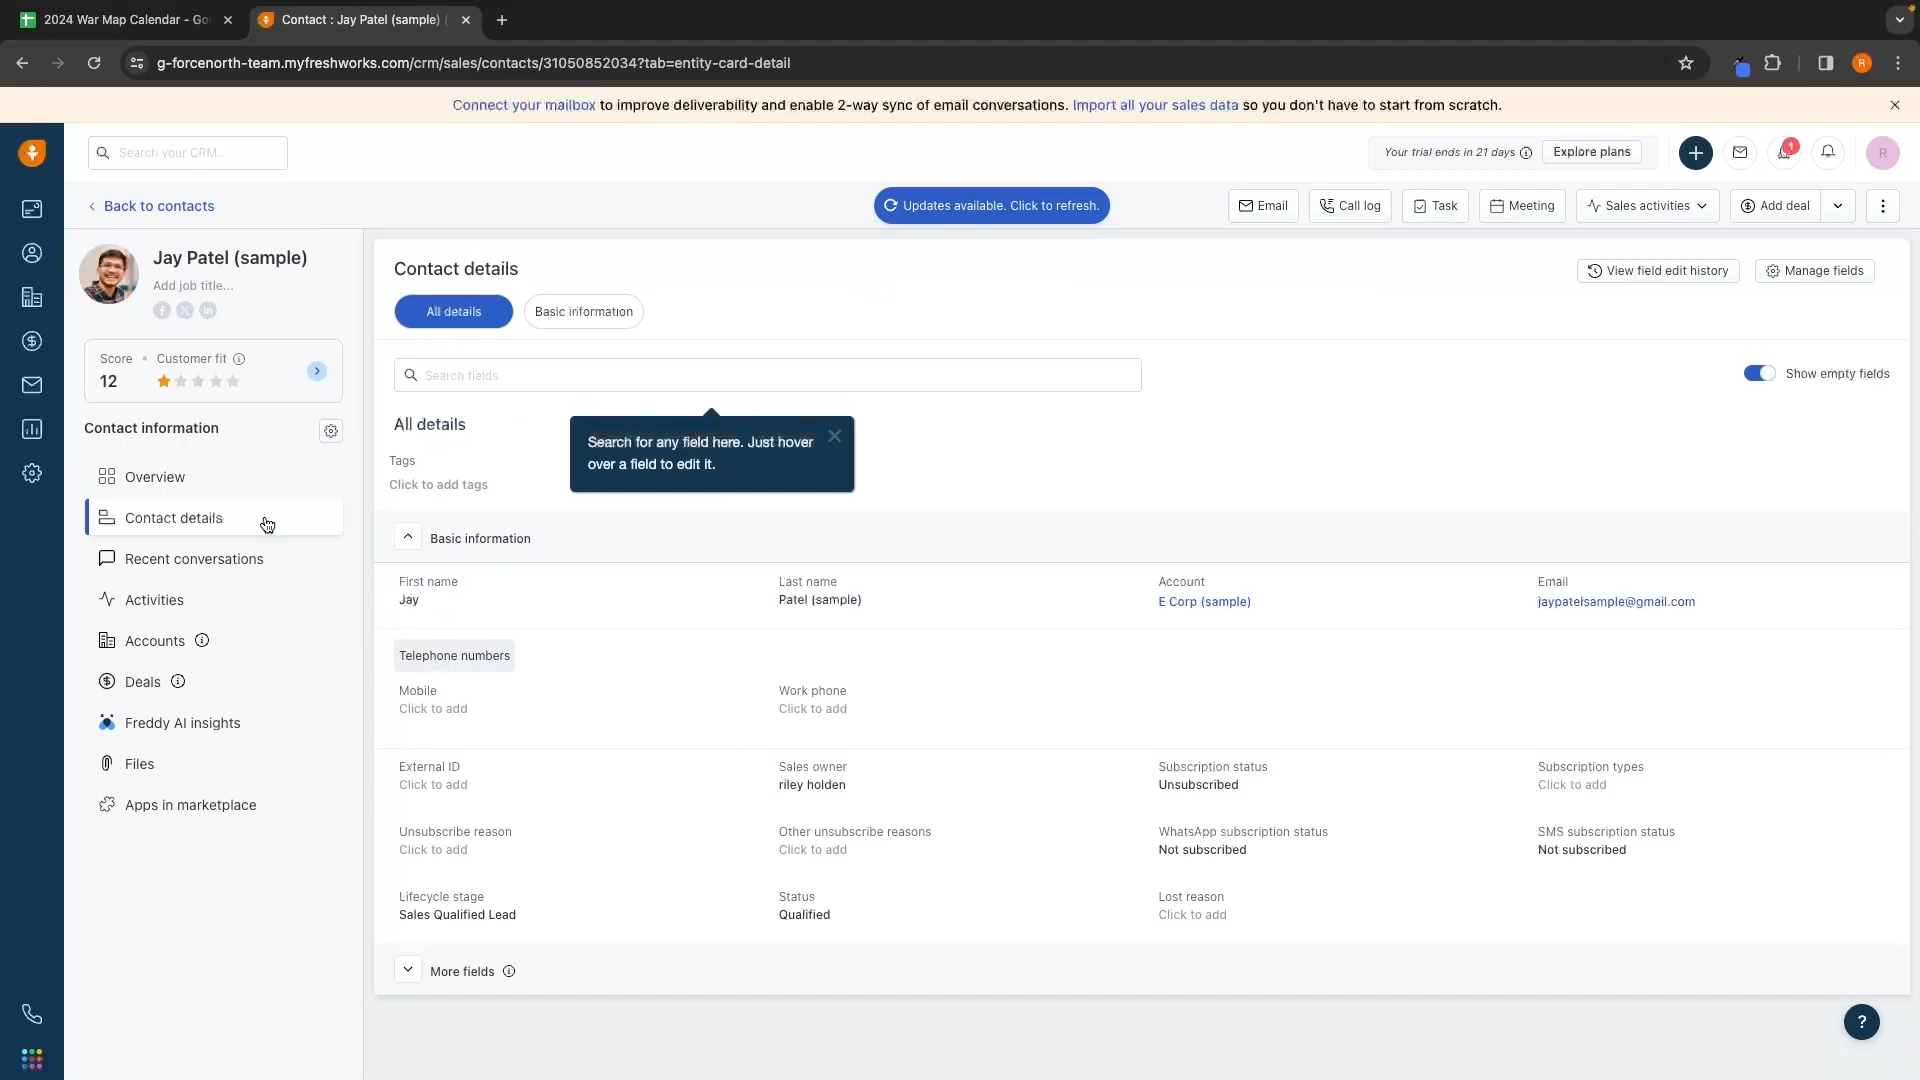 2024 War Map Calendar - Go
Contact : Jay Patel (sample) (
g-forcenorth-team.myfreshworks.com/crm/sales/contacts/31050852034?tab=entity-card-detail
R
Connect your mailbox to improve deliverability and enable 2-way sync of email conversations. Import all your sales data so you don't have to start from scratch.
Search your CRM...
Your trial ends in 21 days
Explore plans
1
R
Back to contacts
Updates available. Click to refresh.
Email
Call log
Task
Meeting
Sales activities
Add deal
Jay Patel (sample)
Add job title...
Score • Customer fit
12
Contact information
Overview
Contact details
Recent conversations
Activities
Accounts
Deals
Freddy AI insights
Files
Apps in marketplace
Contact details
View field edit history
Manage fields
All details
Basic information
Search fields
Show empty fields
All details
Search for any field here. Just hover
over a field to edit it.
Tags
Click to add tags
Basic information
First name
Jay
Last name
Patel (sample)
Account
E Corp (sample)
Email
jaypatelsample@gmail.com
Telephone numbers
Mobile
Click to add
Work phone
Click to add
External ID
Click to add
Sales owner
riley holden
Subscription status
Unsubscribed
Subscription types
Click to add
Unsubscribe reason
Click to add
Other unsubscribe reasons
Click to add
WhatsApp subscription status
Not subscribed
SMS subscription status
Not subscribed
Lifecycle stage
Sales Qualified Lead
Status
Qualified
Lost reason
Click to add
More fields
?